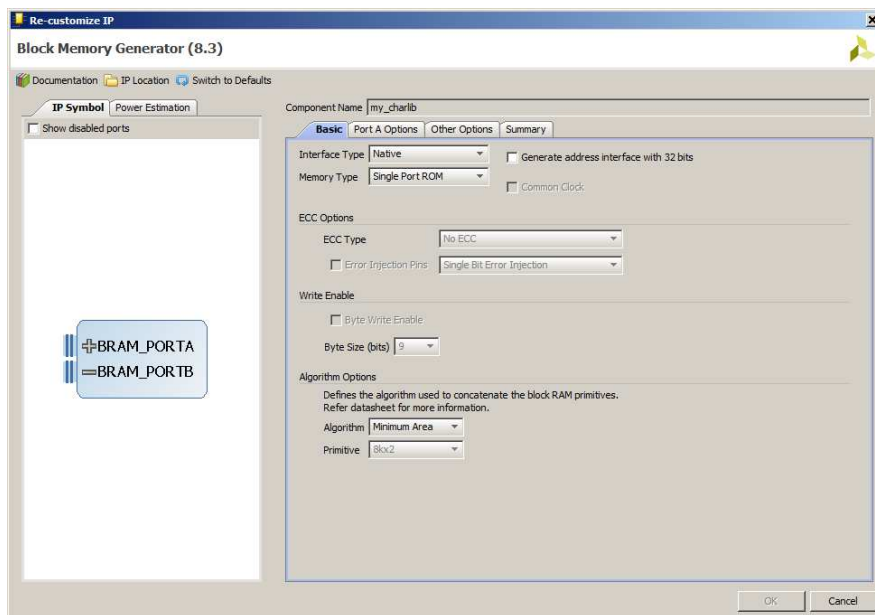 Re-customize IP
Block Memory Generator (8.3)
Documentation IP Location Switch to Defaults
IP Symbol Power Estimation
Show disabled ports
BRAM_PORTA
BRAM_PORTB
Component Name my_charlib
Basic Port A Options Other Options Summary
Interface Type Native Generate address interface with 32 bits
Memory Type Single Port ROM Common Clock
ECC Options
ECC Type No ECC
Error Injection Pins Single Bit Error Injection
Write Enable
Byte Write Enable
Byte Size (bits) 9
Algorithm Options
Defines the algorithm used to concatenate the block RAM primitives.
Refer datasheet for more information.
Algorithm Minimum Area
Primitive 8kx2
OK Cancel